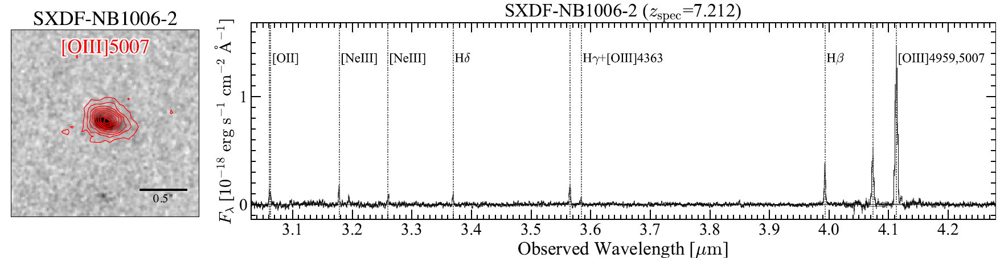 SXDF-NB1006-2
[OIII]5007
0.5"
SXDF-NB1006-2 (z_spec=7.212)
F_λ [10^−18 erg s^−1 cm^−2 Å^−1]
1
0
[OII]
[NeIII]
[NeIII]
Hδ
Hγ+[OIII]4363
Hβ
[OIII]4959,5007
3.1 3.2 3.3 3.4 3.5 3.6 3.7 3.8 3.9 4.0 4.1 4.2
Observed Wavelength [μm]